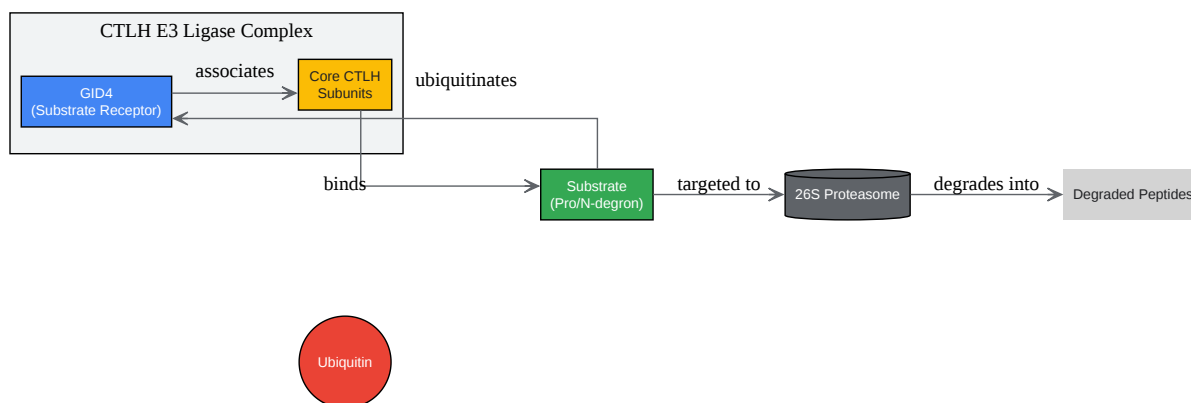 CTLH E3 Ligase Complex
associates
ubiquitinates
GID4
(Substrate Receptor)
Core CTLH
Subunits
binds
Substrate
(Pro/N-degron)
targeted to
26S Proteasome
degrades into
Degraded Peptides
Ubiquitin